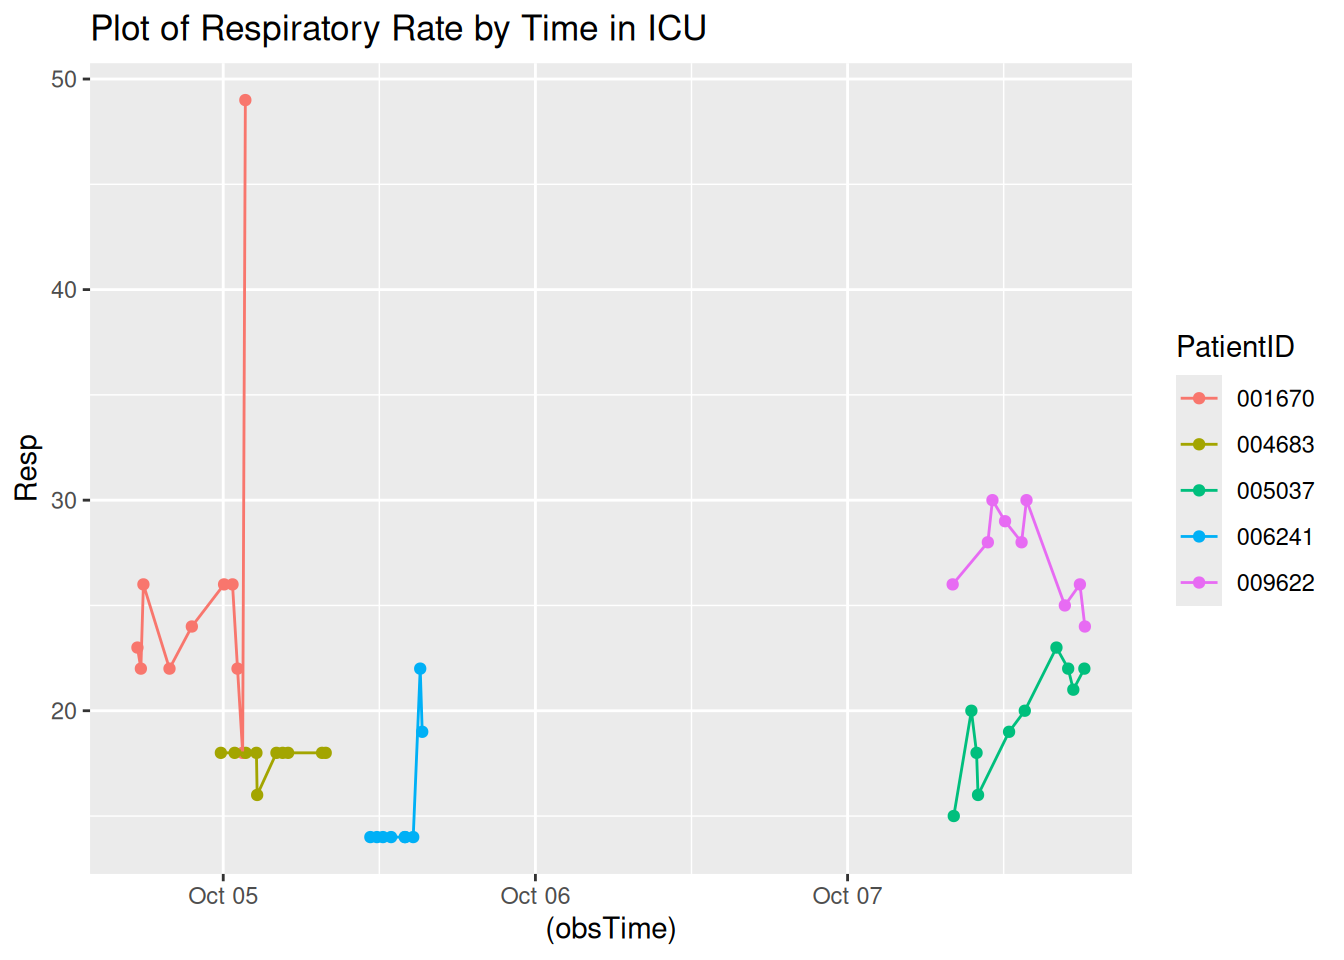 Plot of Respiratory Rate by Time in ICU
50
40
30
20
Resp
Oct 05
Oct 06
Oct 07
(obsTime)
PatientID
001670
004683
005037
006241
009622